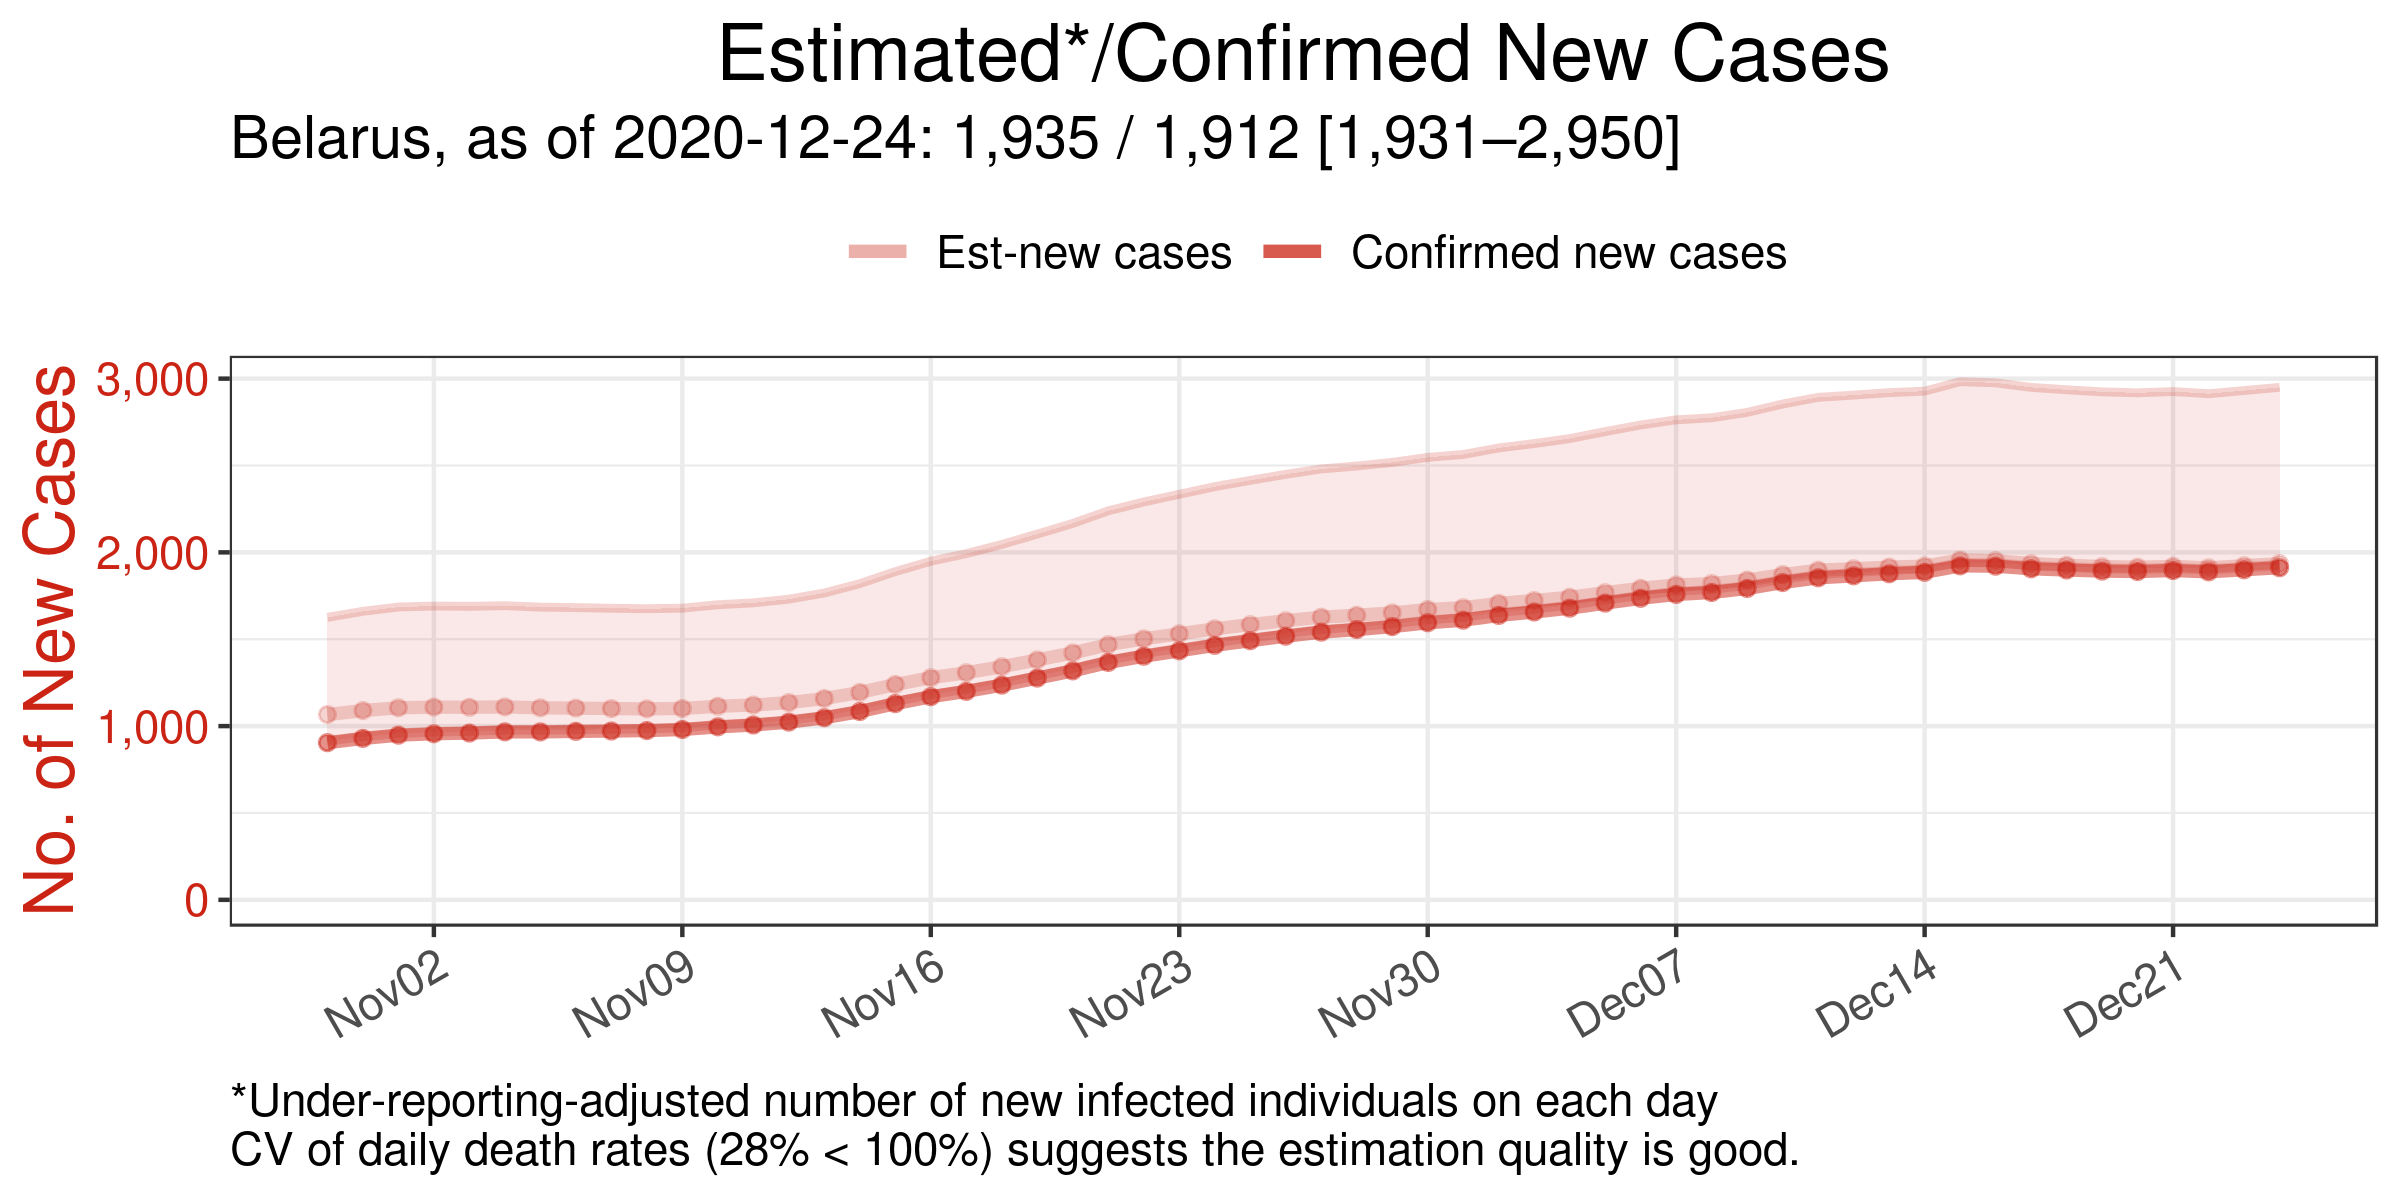 Estimated*/Confirmed New Cases
Belarus, as of 2020-12-24: 1,935 / 1,912 [1,931–2,950]
Est-new cases
Confirmed new cases
No. of New Cases
3,000
2,000
1,000
0
Nov02
Nov09
Nov16
Nov23
Nov30
Dec07
Dec14
Dec21
*Under-reporting-adjusted number of new infected individuals on each day
CV of daily death rates (28% < 100%) suggests the estimation quality is good.